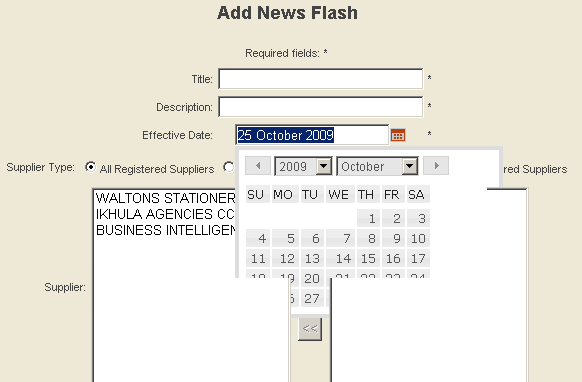 Add News Flash
Required fields: *
Title: *
Description: *
Effective Date: 25 October 2009 *
Supplier Type: All Registered Suppliers red Suppliers
2009 October
SU MO TU WE TH FR SA
1 2 3
4 5 6 7 8 9 10
11 12 13 14 15 16 17
18 19 20 21 22 23 24
27
WALTONS STATIONER
IKHULA AGENCIES CC
BUSINESS INTELLIGEN
Supplier:
<<